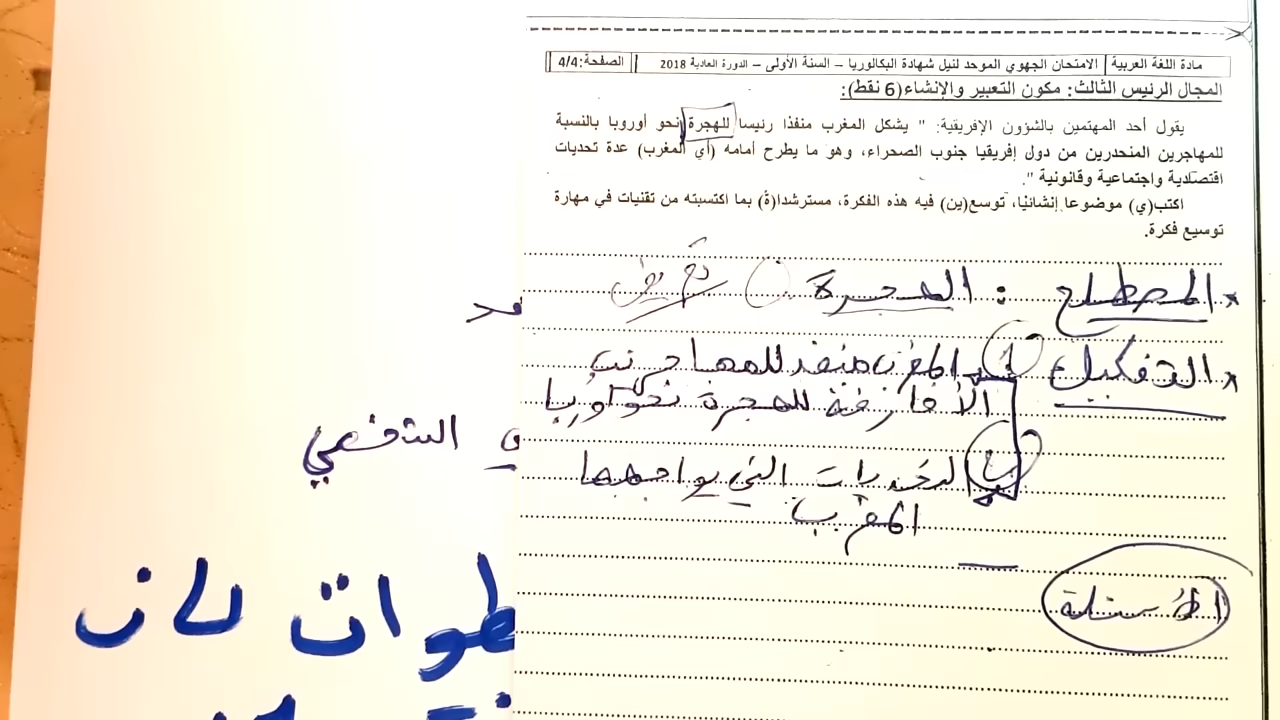 مادة اللغة العربية | الامتحان الجهوي الموحد لنيل شهادة البكالوريا – السنة الأولى – الدورة العادية 2018 | الصفحة:4/4
المجال الرئيس الثالث: مكون التعبير والإنشاء(6 نقط):
يقول أحد المهتمين بالشؤون الإفريقية: " يشكل المغرب منفذا رئيسا للهجرة نحو أوروبا بالنسبة
للمهاجرين المنحدرين من دول إفريقيا جنوب الصحراء، وهو ما يطرح أمامه (أي المغرب) عدة تحديات
اقتصادية واجتماعية وقانونية ".
اكتب(ي) موضوعا إنشائيا، توسع(ين) فيه هذه الفكرة، مسترشدا(ة) بما اكتسبته من تقنيات في مهارة
توسيع فكرة.
* المصطلح : الهجرة تعريف
* التفكيك 1 المغرب منفذ للمهاجرين
الأفارقة للهجرة نحو أوربا
2 التحديات التي يواجهها
المغرب
الأسئلة